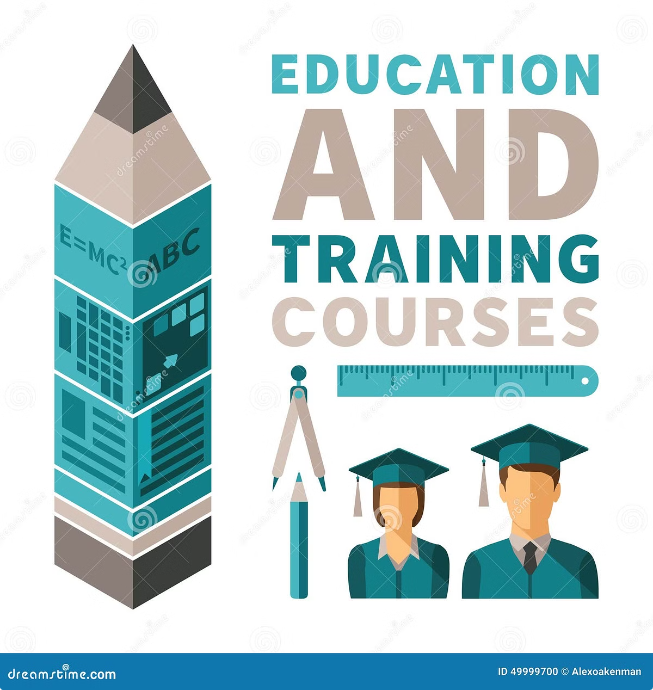 EDUCATION
AND
TRAINING
COURSES
E=MC²
ABC
dreamstime.com
ID 49999700 © Alexoakenman